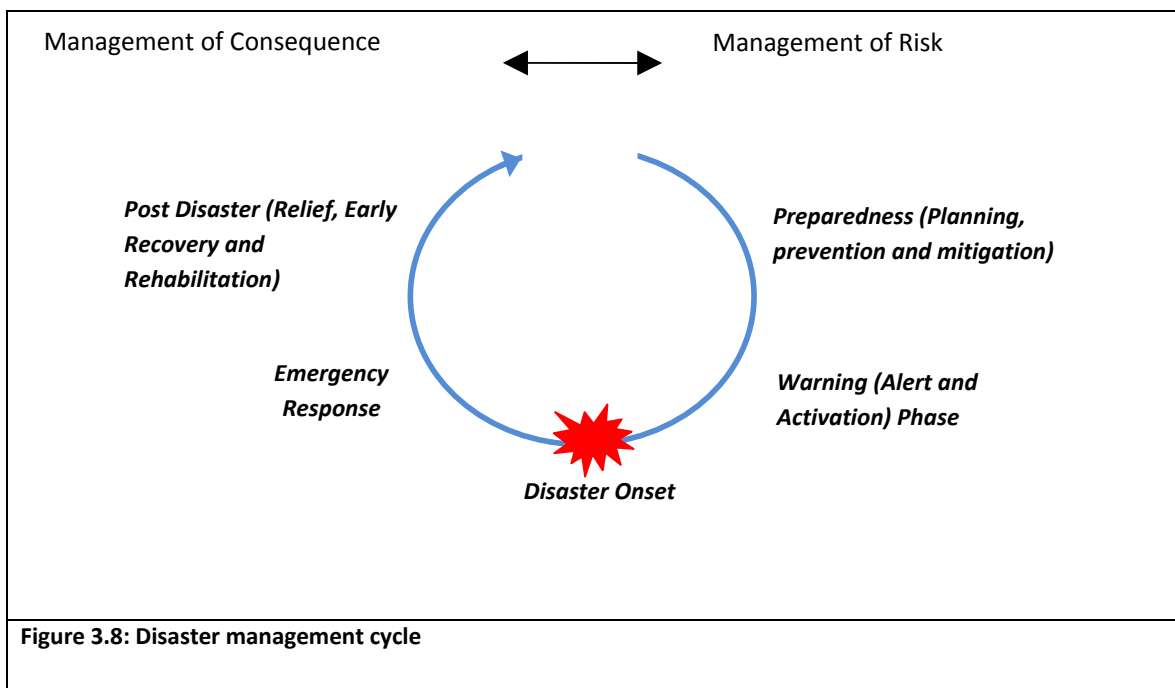 Management of Consequence
Management of Risk
Post Disaster (Relief, Early
Recovery and
Rehabilitation)
Preparedness (Planning,
prevention and mitigation)
Emergency
Response
Warning (Alert and
Activation) Phase
Disaster Onset
Figure 3.8: Disaster management cycle